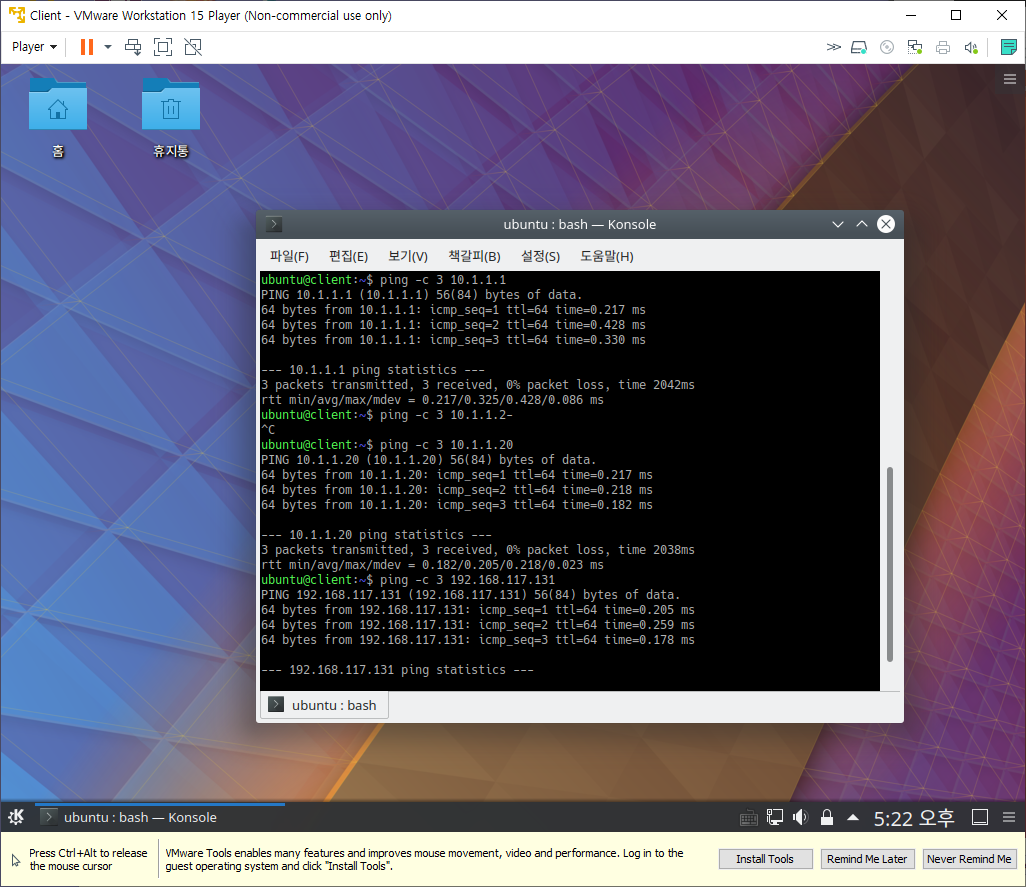 Client - VMware Workstation 15 Player (Non-commercial use only)
Player
홈
휴지통
ubuntu : bash — Konsole
파일(F) 편집(E) 보기(V) 책갈피(B) 설정(S) 도움말(H)
ubuntu@client:~$ ping -c 3 10.1.1.1
PING 10.1.1.1 (10.1.1.1) 56(84) bytes of data.
64 bytes from 10.1.1.1: icmp_seq=1 ttl=64 time=0.217 ms
64 bytes from 10.1.1.1: icmp_seq=2 ttl=64 time=0.428 ms
64 bytes from 10.1.1.1: icmp_seq=3 ttl=64 time=0.330 ms
--- 10.1.1.1 ping statistics ---
3 packets transmitted, 3 received, 0% packet loss, time 2042ms
rtt min/avg/max/mdev = 0.217/0.325/0.428/0.086 ms
ubuntu@client:~$ ping -c 3 10.1.1.2-
^C
ubuntu@client:~$ ping -c 3 10.1.1.20
PING 10.1.1.20 (10.1.1.20) 56(84) bytes of data.
64 bytes from 10.1.1.20: icmp_seq=1 ttl=64 time=0.217 ms
64 bytes from 10.1.1.20: icmp_seq=2 ttl=64 time=0.218 ms
64 bytes from 10.1.1.20: icmp_seq=3 ttl=64 time=0.182 ms
--- 10.1.1.20 ping statistics ---
3 packets transmitted, 3 received, 0% packet loss, time 2038ms
rtt min/avg/max/mdev = 0.182/0.205/0.218/0.023 ms
ubuntu@client:~$ ping -c 3 192.168.117.131
PING 192.168.117.131 (192.168.117.131) 56(84) bytes of data.
64 bytes from 192.168.117.131: icmp_seq=1 ttl=64 time=0.205 ms
64 bytes from 192.168.117.131: icmp_seq=2 ttl=64 time=0.259 ms
64 bytes from 192.168.117.131: icmp_seq=3 ttl=64 time=0.178 ms
--- 192.168.117.131 ping statistics ---
ubuntu : bash
ubuntu : bash — Konsole
5:22 오후
Press Ctrl+Alt to release
the mouse cursor
VMware Tools enables many features and improves mouse movement, video and performance. Log in to the
guest operating system and click "Install Tools".
Install Tools
Remind Me Later
Never Remind Me